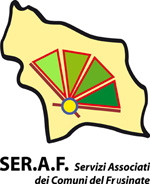 SER.A.F. Servizi Associati
dei Comuni del Frusinate